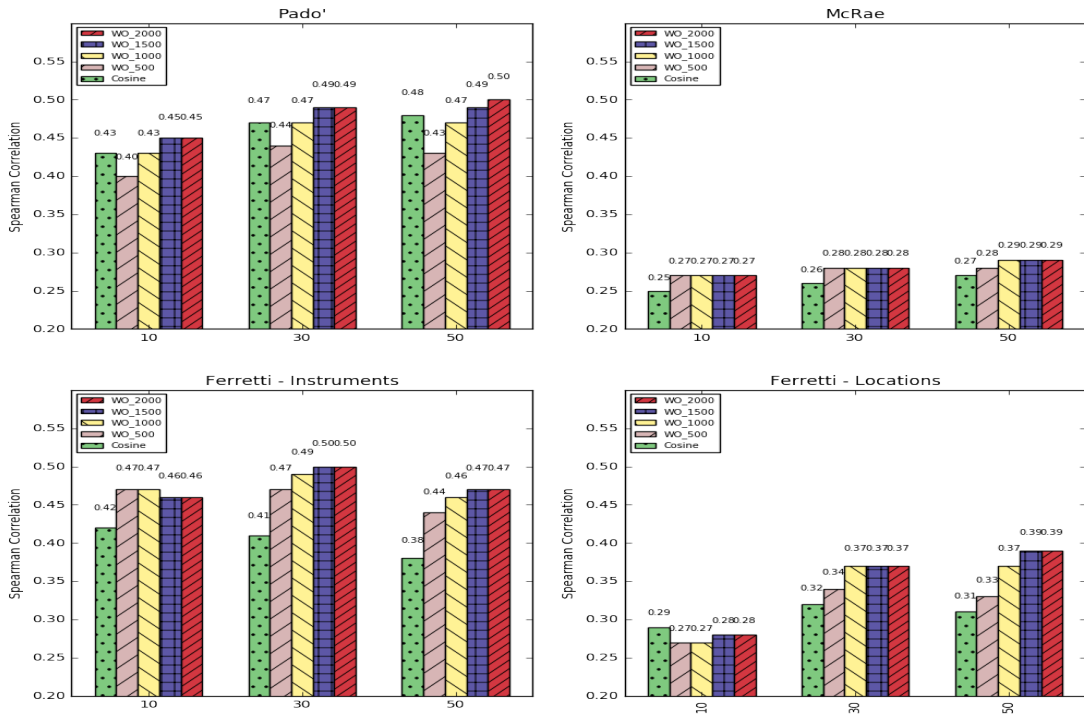 Pado'
WO_2000
WO_1500
WO_1000
WO_500
Cosine
Spearman Correlation
0.55
0.50
0.45
0.40
0.35
0.30
0.25
0.20
0.43 0.40 0.43 0.45 0.45
0.47 0.44 0.47 0.49 0.49
0.48 0.43 0.47 0.49 0.50
10 30 50
McRae
WO_2000
WO_1500
WO_1000
WO_500
Cosine
Spearman Correlation
0.55
0.50
0.45
0.40
0.35
0.30
0.25
0.20
0.25 0.27 0.27 0.27 0.27
0.26 0.28 0.28 0.28 0.28
0.27 0.28 0.29 0.29 0.29
10 30 50
Ferretti - Instruments
WO_2000
WO_1500
WO_1000
WO_500
Cosine
Spearman Correlation
0.55
0.50
0.45
0.40
0.35
0.30
0.25
0.20
0.42 0.47 0.47 0.46 0.46
0.41 0.47 0.49 0.50 0.50
0.38 0.44 0.46 0.47 0.47
10 30 50
Ferretti - Locations
WO_2000
WO_1500
WO_1000
WO_500
Cosine
Spearman Correlation
0.55
0.50
0.45
0.40
0.35
0.30
0.25
0.20
0.29 0.27 0.27 0.28 0.28
0.32 0.34 0.37 0.37 0.37
0.31 0.33 0.37 0.39 0.39
10 30 50